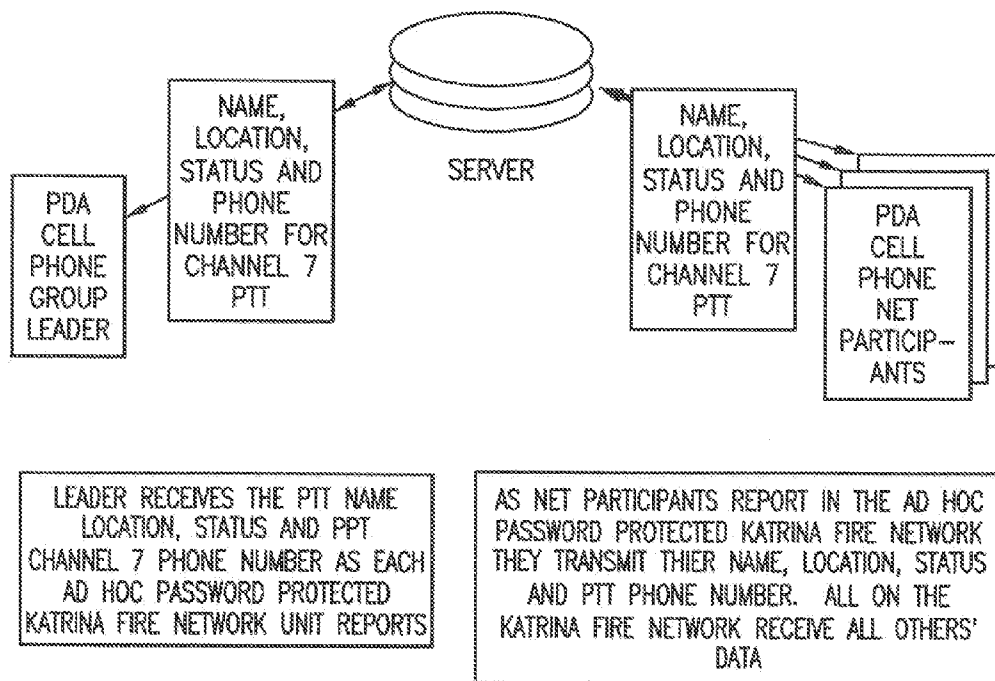 NAME,
LOCATION,
STATUS AND
PHONE
NUMBER FOR
CHANNEL 7
PTT
SERVER
NAME,
LOCATION,
STATUS AND
PHONE
NUMBER FOR
CHANNEL 7
PTT
PDA
CELL
PHONE
GROUP
LEADER
PDA
CELL
PHONE
NET
PARTICIP-
ANTS
LEADER RECEIVES THE PTT NAME
LOCATION, STATUS AND PPT
CHANNEL 7 PHONE NUMBER AS EACH
AD HOC PASSWORD PROTECTED
KATRINA FIRE NETWORK UNIT REPORTS
AS NET PARTICIPANTS REPORT IN THE AD HOC
PASSWORD PROTECTED KATRINA FIRE NETWORK
THEY TRANSMIT THIER NAME, LOCATION, STATUS
AND PTT PHONE NUMBER. ALL ON THE
KATRINA FIRE NETWORK RECEIVE ALL OTHERS'
DATA